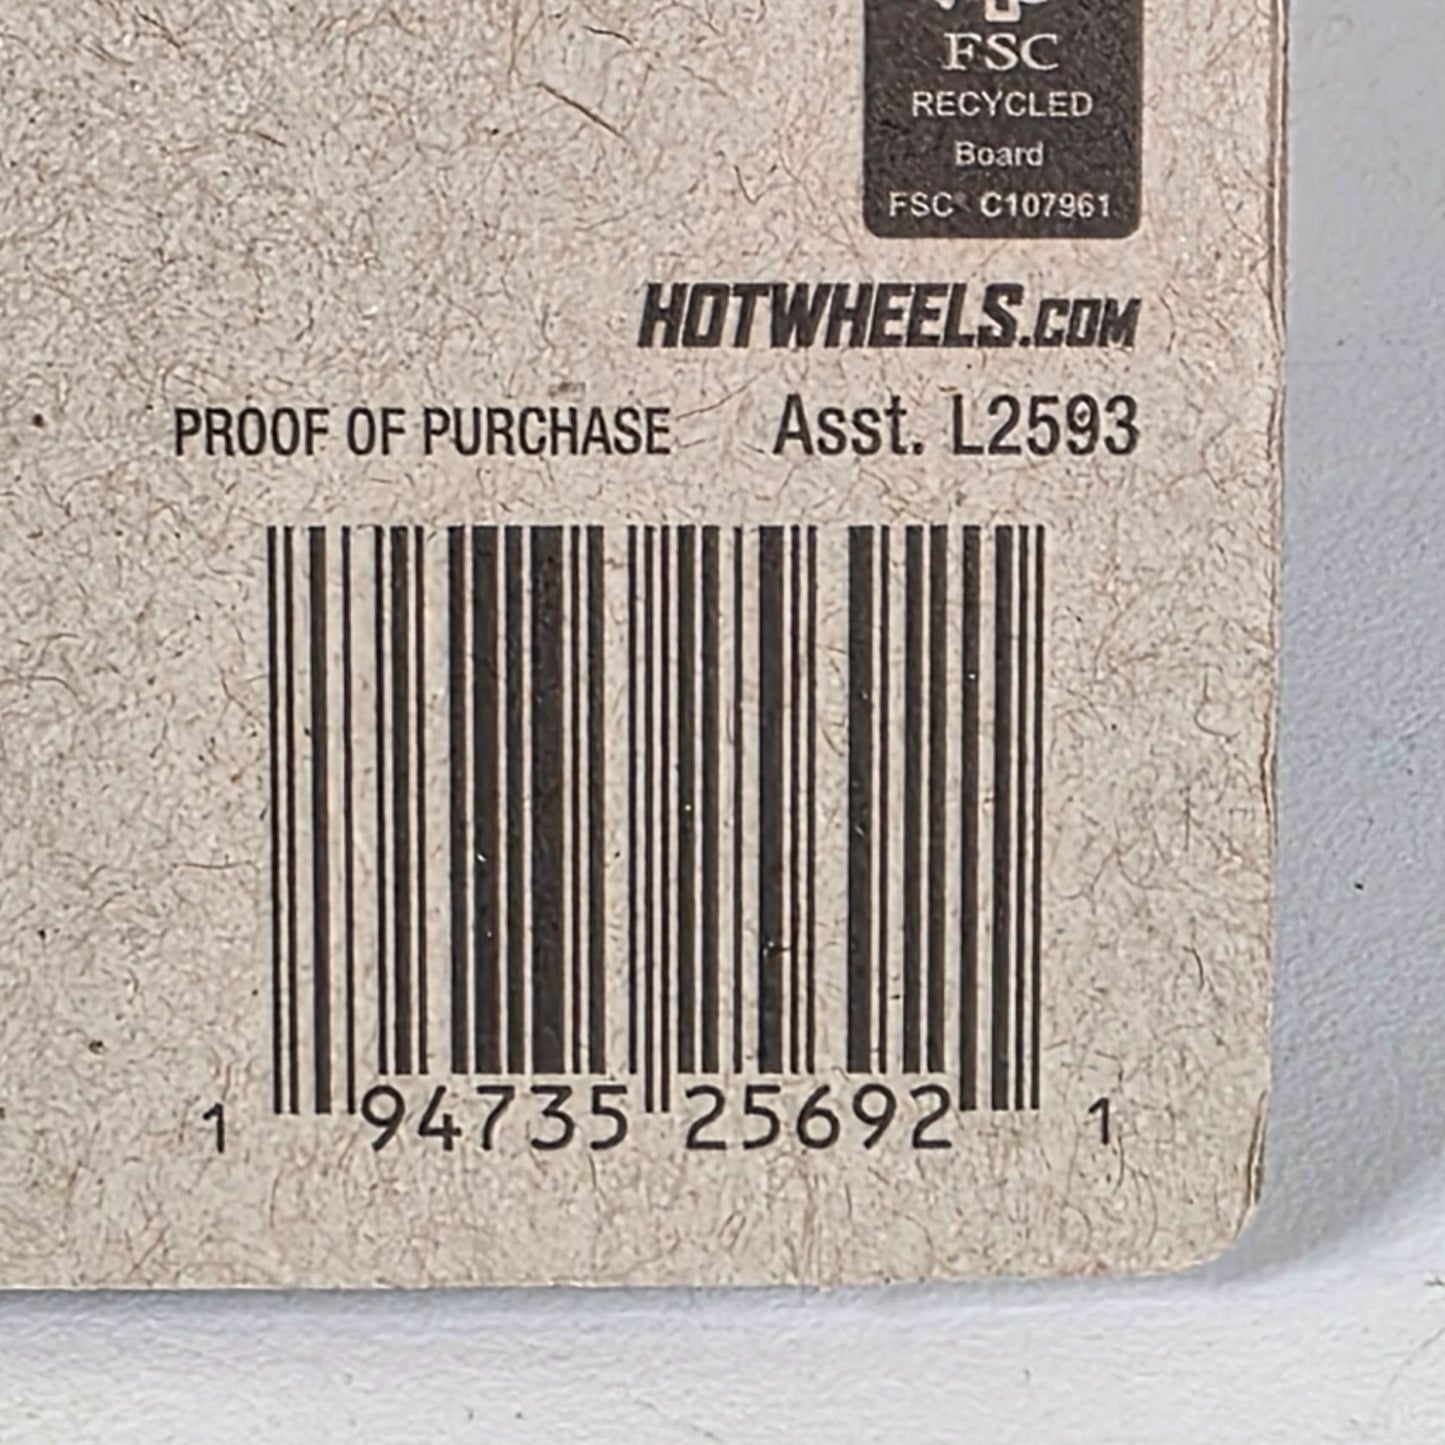 FSC
RECYCLED
Board
FSC® C107961
HOTWHEELS.COM
PROOF OF PURCHASE Asst. L2593
1 94735 25692 1